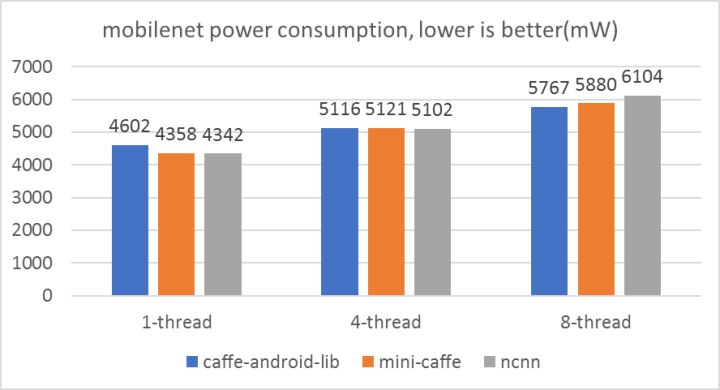 mobilenet power consumption, lower is better(mW)
7000
6000
5000
4000
3000
2000
1000
0
4602 4358 4342
5116 5121 5102
5767 5880 6104
1-thread 4-thread 8-thread
caffe-android-lib mini-caffe ncnn